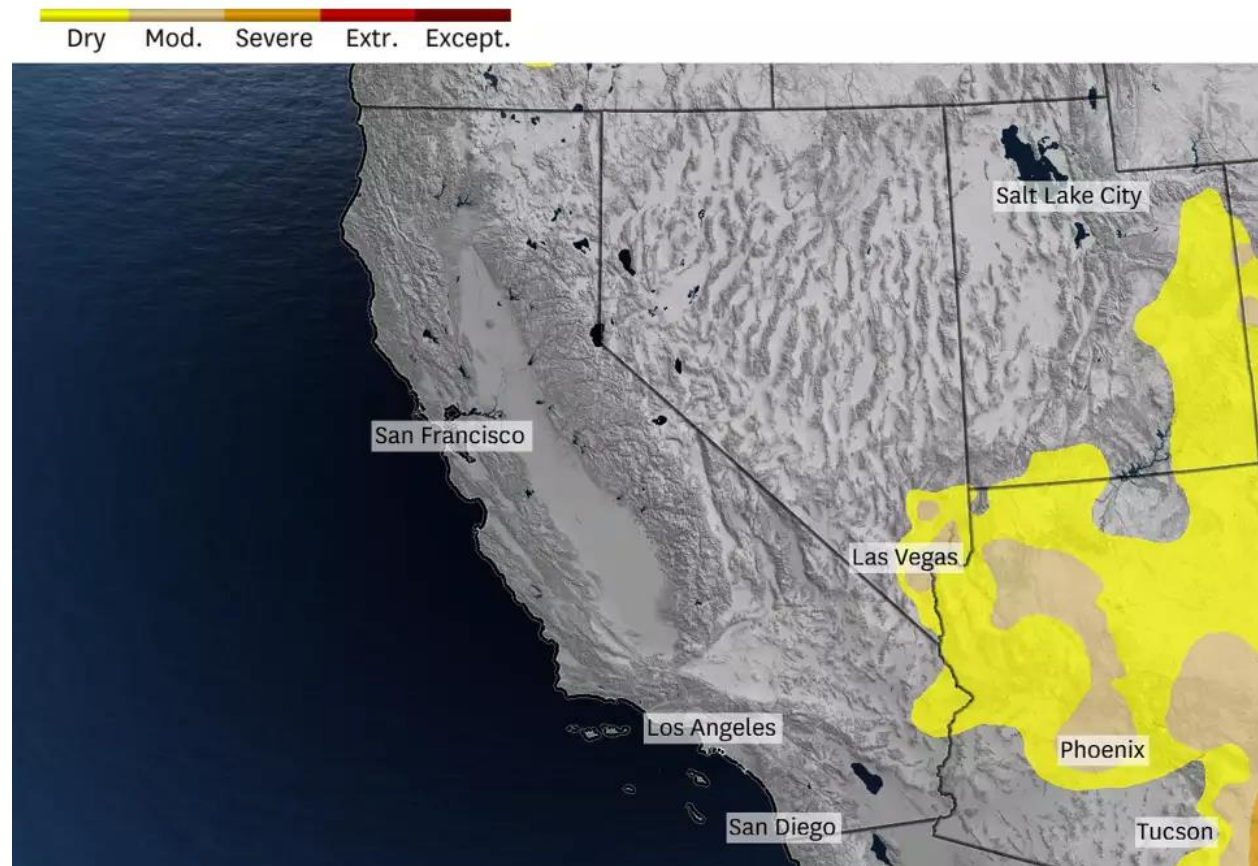 Dry Mod. Severe Extr. Except.
Salt Lake City
San Francisco
Las Vegas
Los Angeles
Phoenix
San Diego
Tucson